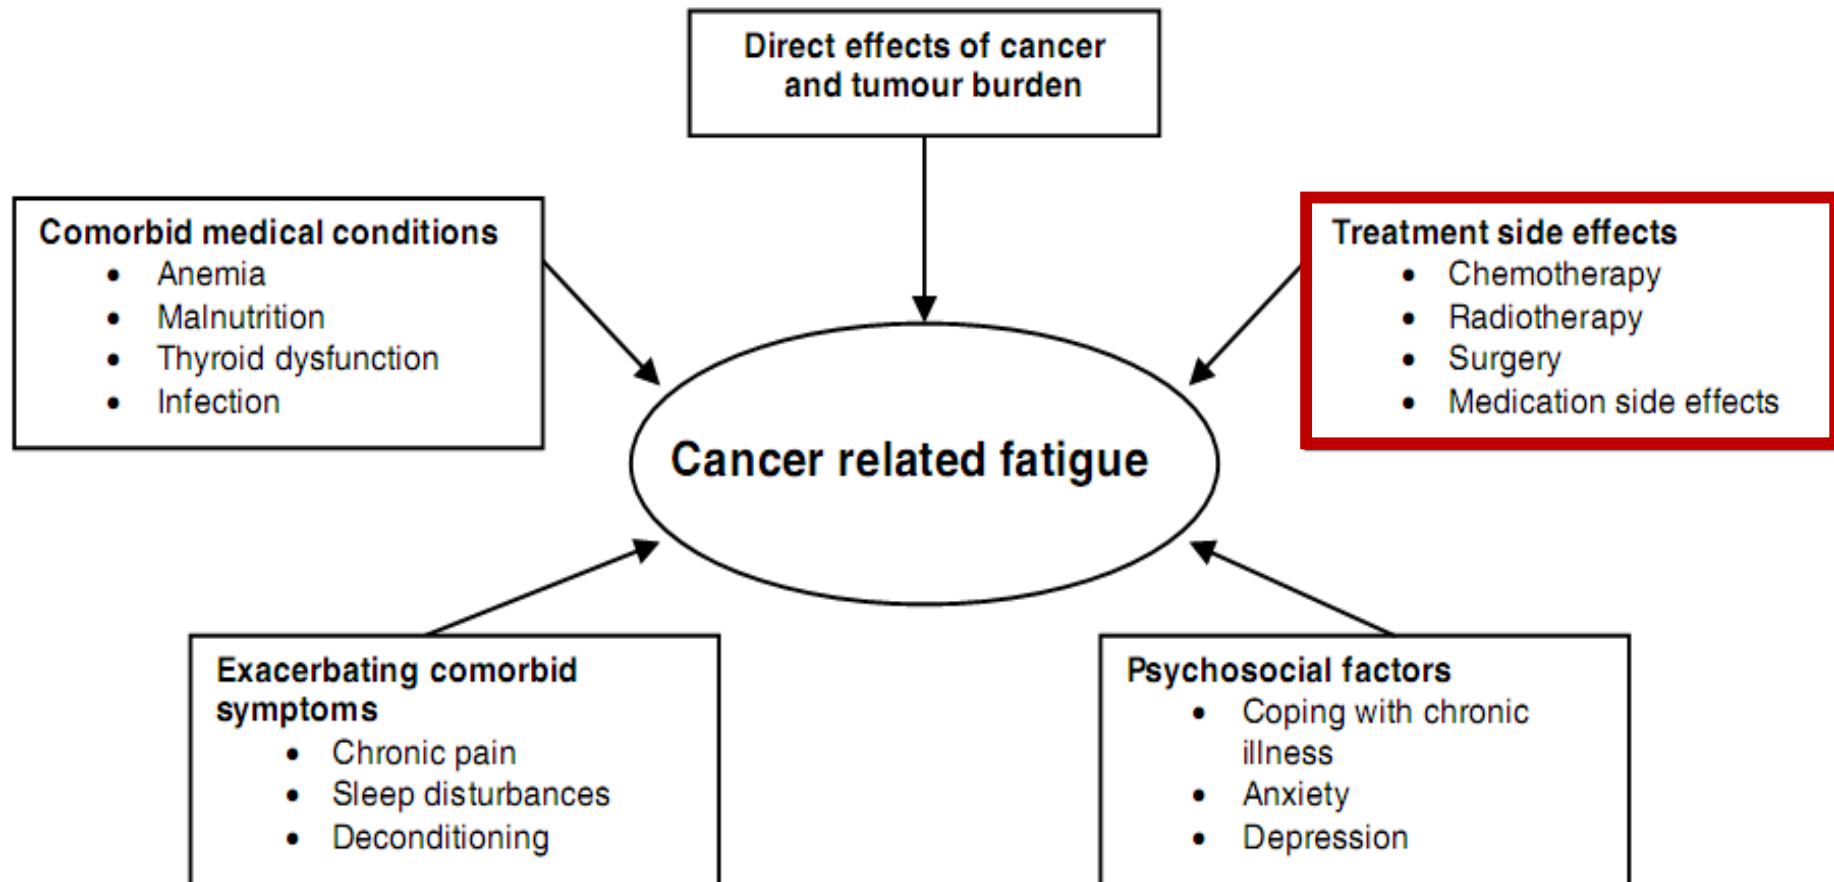 Direct effects of cancer
and tumour burden
Comorbid medical conditions
• Anemia
• Malnutrition
• Thyroid dysfunction
• Infection
Treatment side effects
• Chemotherapy
• Radiotherapy
• Surgery
• Medication side effects
Cancer related fatigue
Exacerbating comorbid
symptoms
• Chronic pain
• Sleep disturbances
• Deconditioning
Psychosocial factors
• Coping with chronic
illness
• Anxiety
• Depression